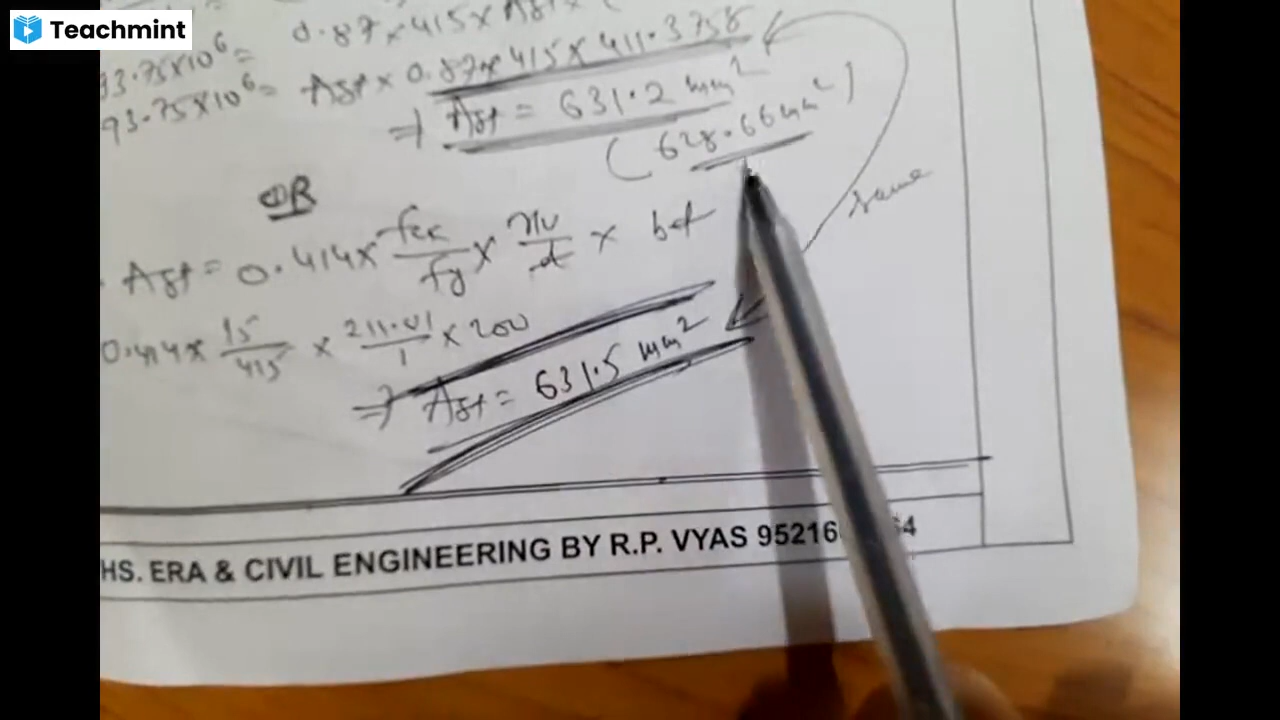 Teachmint
0.87×415×Ast×(
93.75×10⁶=
93.75×10⁶= Ast × 0.87×415×411.3758
⇒ Ast = 631.2 mm²
(628.66mm²)
OR
same
Ast = 0.414× fck/fy × xu/d × bd
0.414× 15/415 × 211.01/1 × 200
⇒ Ast = 631.5 mm²
HS. ERA & CIVIL ENGINEERING BY R.P. VYAS 95216